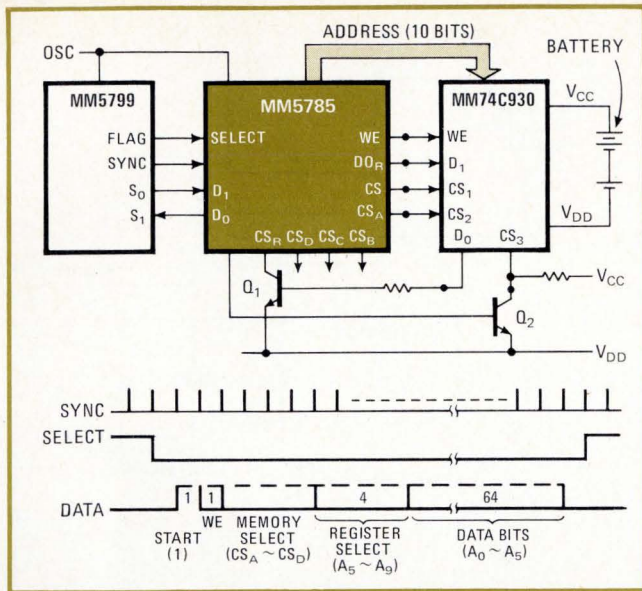 ADDRESS (10 BITS)
OSC
BATTERY
MM5799
MM5785
MM74C930
VCC
FLAG
SELECT
WE
WE
SYNC
DOR
D1
S0
D1
CS
CS1
S1
D0
CSA
CS2
VDD
CSR
CSD
CSC
CSB
D0
CS3
Q1
VCC
Q2
VDD
SYNC
SELECT
DATA
1
1
4
64
START
(1)
WE
MEMORY
SELECT
(CSA ~ CSD)
REGISTER
SELECT
(A5 ~ A9)
DATA BITS
(A0 ~ A5)